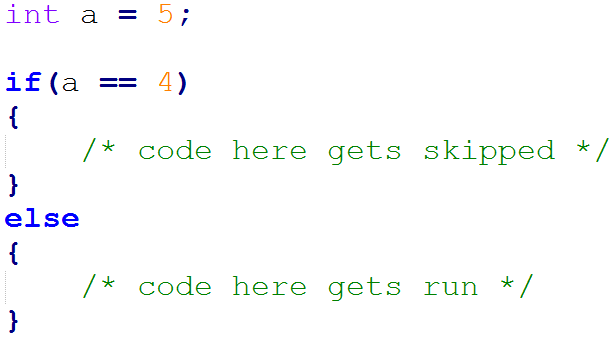 int a = 5;
if(a == 4)
{
/* code here gets skipped */
}
else
{
/* code here gets run */
}